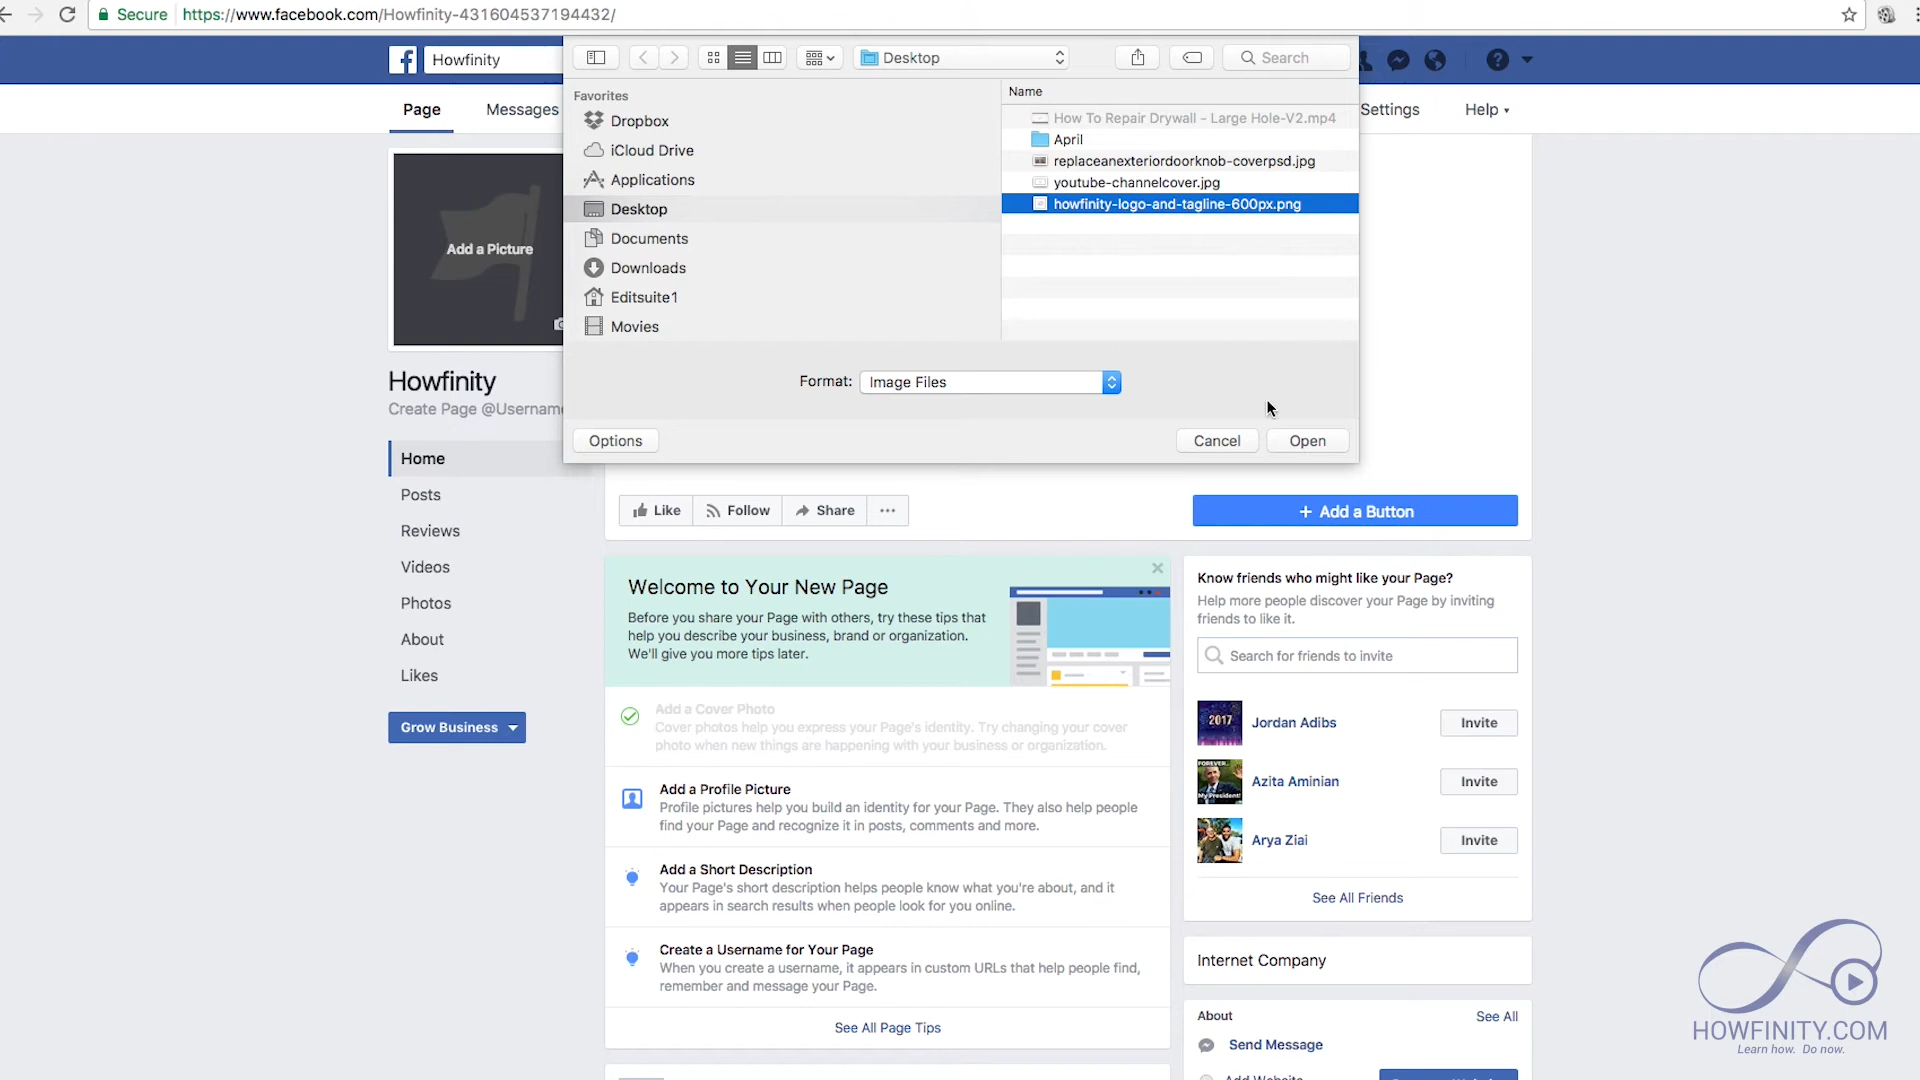 Secure https://www.facebook.com/Howfinity-431604537194432/
Howfinity
Desktop
Search
Page
Messages
Settings
Help
Favorites
Dropbox
iCloud Drive
Applications
Desktop
Documents
Downloads
Editsuite1
Movies
Name
How To Repair Drywall - Large Hole-V2.mp4
April
replaceanexteriordoorknob-coverpsd.jpg
youtube-channelcover.jpg
howfinity-logo-and-tagline-600px.png
Format: Image Files
Options
Cancel
Open
Add a Picture
Howfinity
Create Page @Username
Home
Posts
Reviews
Videos
Photos
About
Likes
Grow Business
Like
Follow
Share
+ Add a Button
Welcome to Your New Page
Before you share your Page with others, try these tips that
help you describe your business, brand or organization.
We'll give you more tips later.
Add a Cover Photo
Cover photos help you express your Page's identity. Try changing your cover
photo when new things are happening with your business or organization.
Add a Profile Picture
Profile pictures help you build an identity for your Page. They also help people
find your Page and recognize it in posts, comments and more.
Add a Short Description
Your Page's short description helps people know what you're about, and it
appears in search results when people look for you online.
Create a Username for Your Page
When you create a username, it appears in custom URLs that help people find,
remember and message your Page.
See All Page Tips
Know friends who might like your Page?
Help more people discover your Page by inviting
friends to like it.
Search for friends to invite
2017
Jordan Adibs
Invite
FOREVER...
My President!
Azita Aminian
Invite
Arya Ziai
Invite
See All Friends
Internet Company
About
See All
Send Message
HOWFINITY.COM
Learn how. Do now.